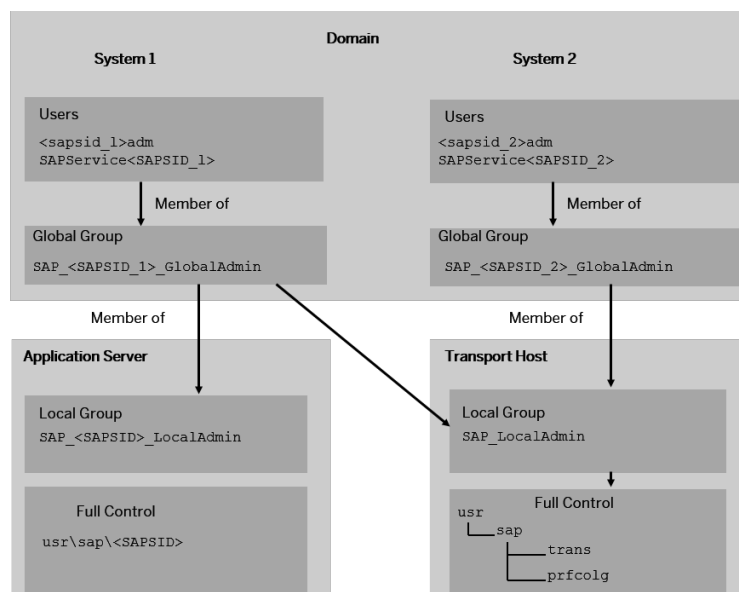 Domain
System 1
System 2
Users
<sapsid_1>adm
SAPService<SAPSID_1>
Users
<sapsid_2>adm
SAPService<SAPSID_2>
Member of
Member of
Global Group
SAP_<SAPSID_1>_GlobalAdmin
Global Group
SAP_<SAPSID_2>_GlobalAdmin
Member of
Member of
Application Server
Transport Host
Local Group
SAP_<SAPSID>_LocalAdmin
Local Group
SAP_LocalAdmin
Full Control
usr\sap\<SAPSID>
Full Control
usr
sap
trans
prfcolg